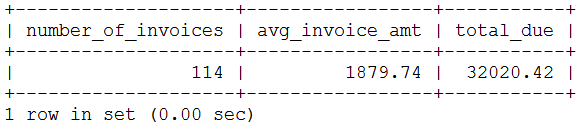 +--------------------+-----------------+-----------+
| number_of_invoices | avg_invoice_amt | total_due |
+--------------------+-----------------+-----------+
|                114 |         1879.74 |  32020.42 |
+--------------------+-----------------+-----------+
1 row in set (0.00 sec)